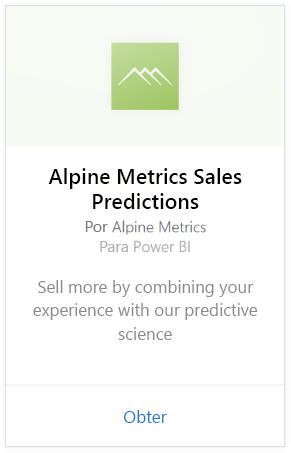 Alpine Metrics Sales
Predictions
Por Alpine Metrics
Para Power BI
Sell more by combining your
experience with our predictive
science
Obter